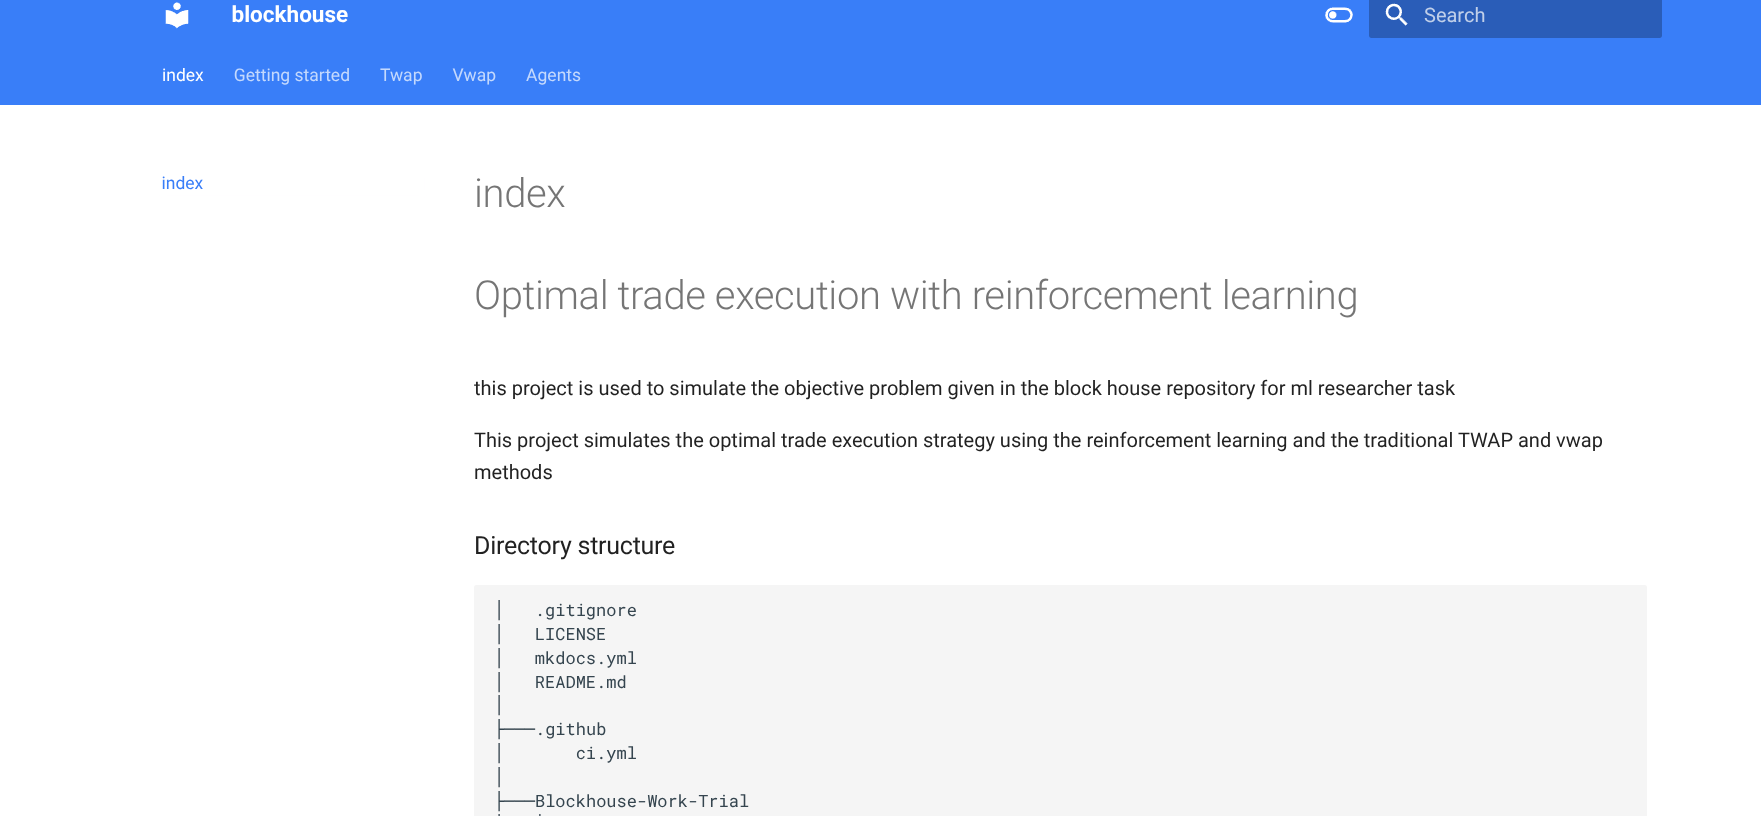 blockhouse
Search
index Getting started Twap Vwap Agents
index
index
Optimal trade execution with reinforcement learning
this project is used to simulate the objective problem given in the block house repository for ml researcher task
This project simulates the optimal trade execution strategy using the reinforcement learning and the traditional TWAP and vwap
methods
Directory structure
│   .gitignore
│   LICENSE
│   mkdocs.yml
│   README.md
│
├───.github
│       ci.yml
│
├───Blockhouse-Work-Trial